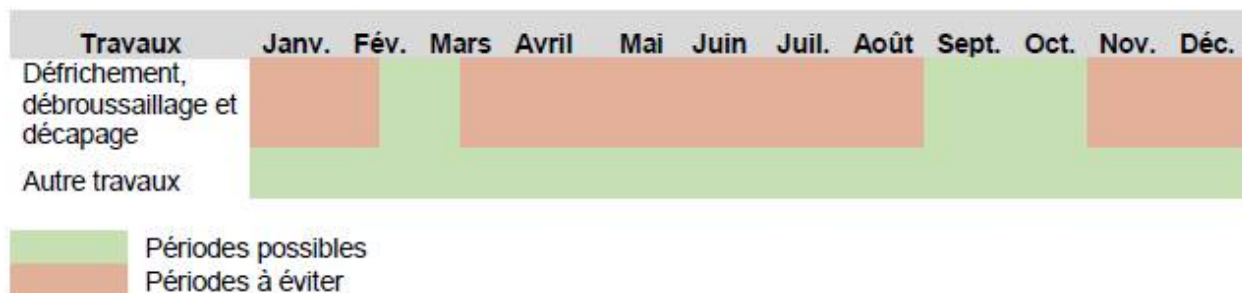 Travaux Janv. Fév. Mars Avril Mai Juin Juil. Août Sept. Oct. Nov. Déc.
Défrichement,
débroussaillage et
décapage
Autre travaux
Périodes possibles
Périodes à éviter